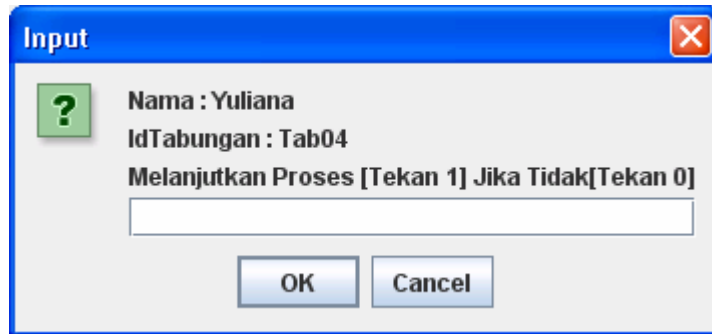 Input
?
Nama : Yuliana
IdTabungan : Tab04
Melanjutkan Proses [Tekan 1] Jika Tidak[Tekan 0]
OK Cancel